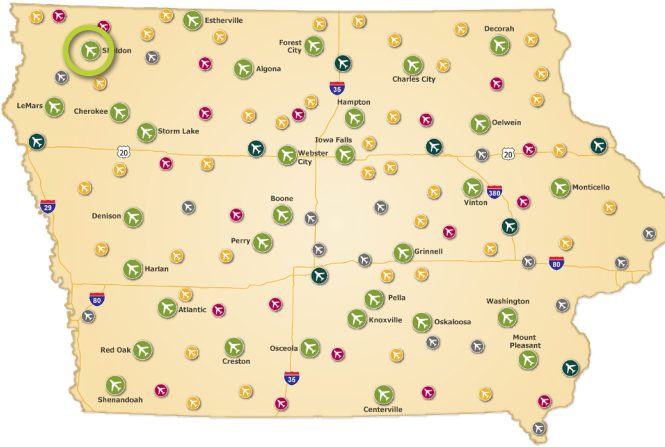 Estherville
Decorah
Forest
City
Sheldon
Algona
Charles City
35
LeMars
Cherokee
Hampton
Oelwein
Storm Lake
Iowa Falls
20
Webster
City
20
Monticello
380
Vinton
29
Boone
Denison
Perry
Grinnell
80
Harlan
Pella
80
Washington
Atlantic
Knoxville
Oskaloosa
Mount
Pleasant
Red Oak
Creston
Osceola
35
Shenandoah
Centerville